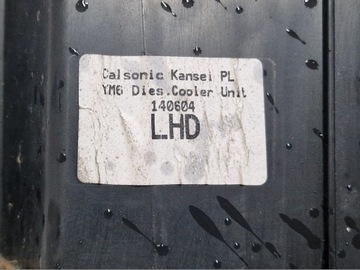 Calsonic Kansei PL
YM6 Dies.Cooler Unit
140604
LHD